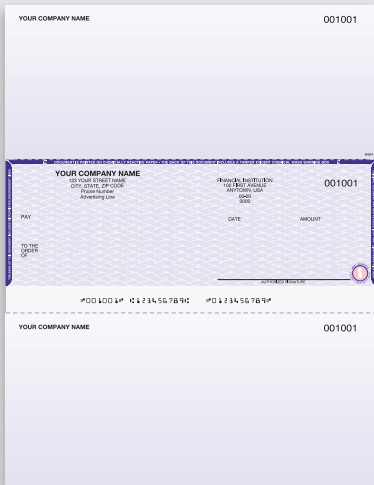 YOUR COMPANY NAME 001001
YOUR COMPANY NAME
123 YOUR STREET NAME
CITY, STATE, ZIP CODE
Phone Number
Advertising Line
FINANCIAL INSTITUTION
100 FIRST AVENUE
ANYTOWN, USA
00-00
0000
001001
PAY
DATE AMOUNT
TO THE
ORDER
OF
AUTHORIZED SIGNATURE
⑈001001⑈ ⑆123456789⑆ ⑈0123456789⑈
YOUR COMPANY NAME 001001